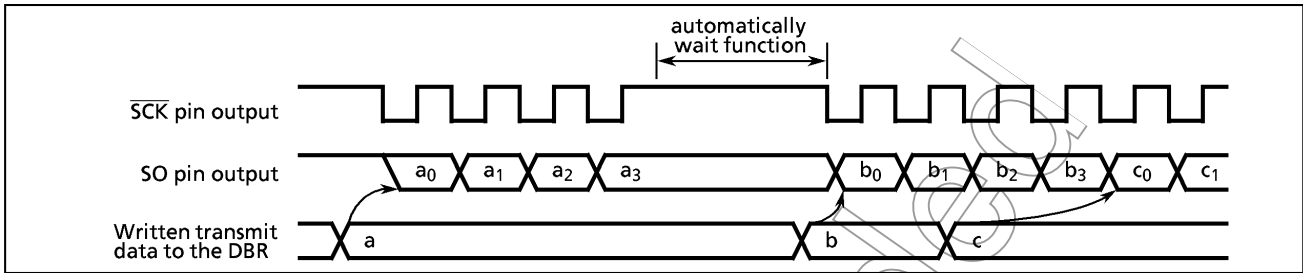 automatically
wait function
SCK pin output
SO pin output
a0 a1 a2 a3 b0 b1 b2 b3 c0 c1
Written transmit
data to the DBR
a b c